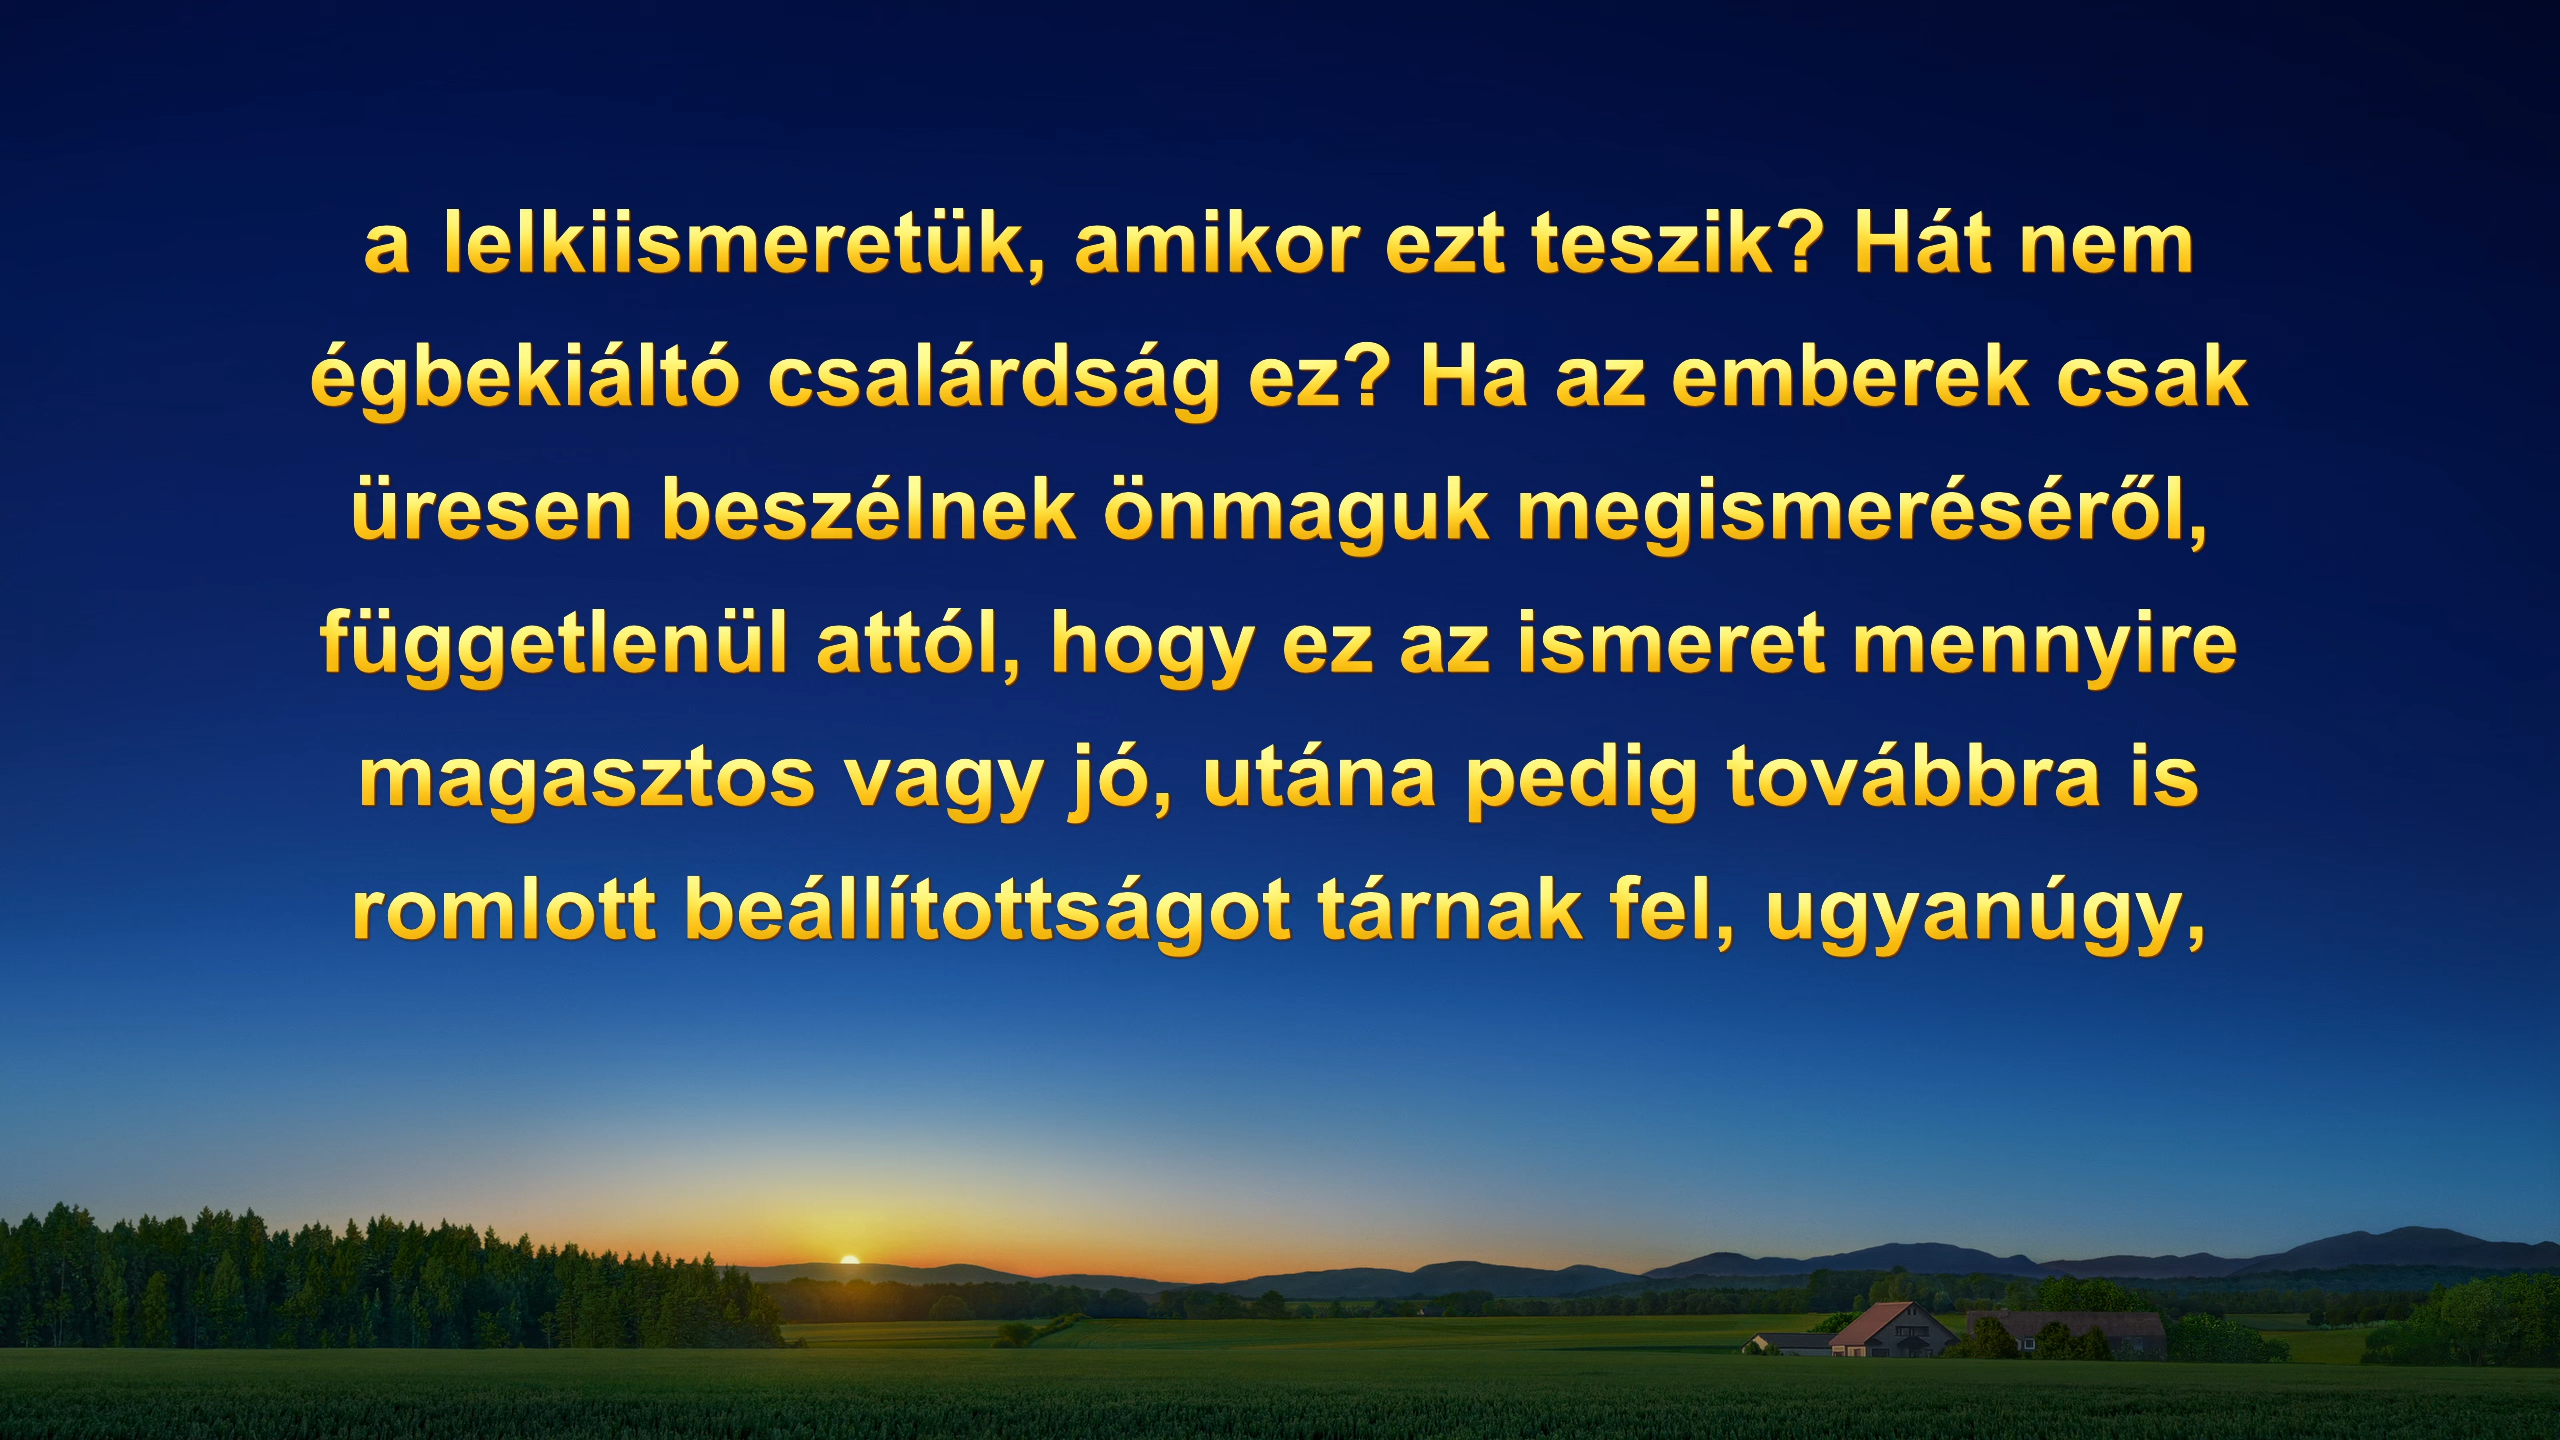 a lelkiismeretük, amikor ezt teszik? Hát nem
égbekiáltó csalárdság ez? Ha az emberek csak
üresen beszélnek önmaguk megismeréséről,
függetlenül attól, hogy ez az ismeret mennyire
magasztos vagy jó, utána pedig továbbra is
romlott beállítottságot tárnak fel, ugyanúgy,